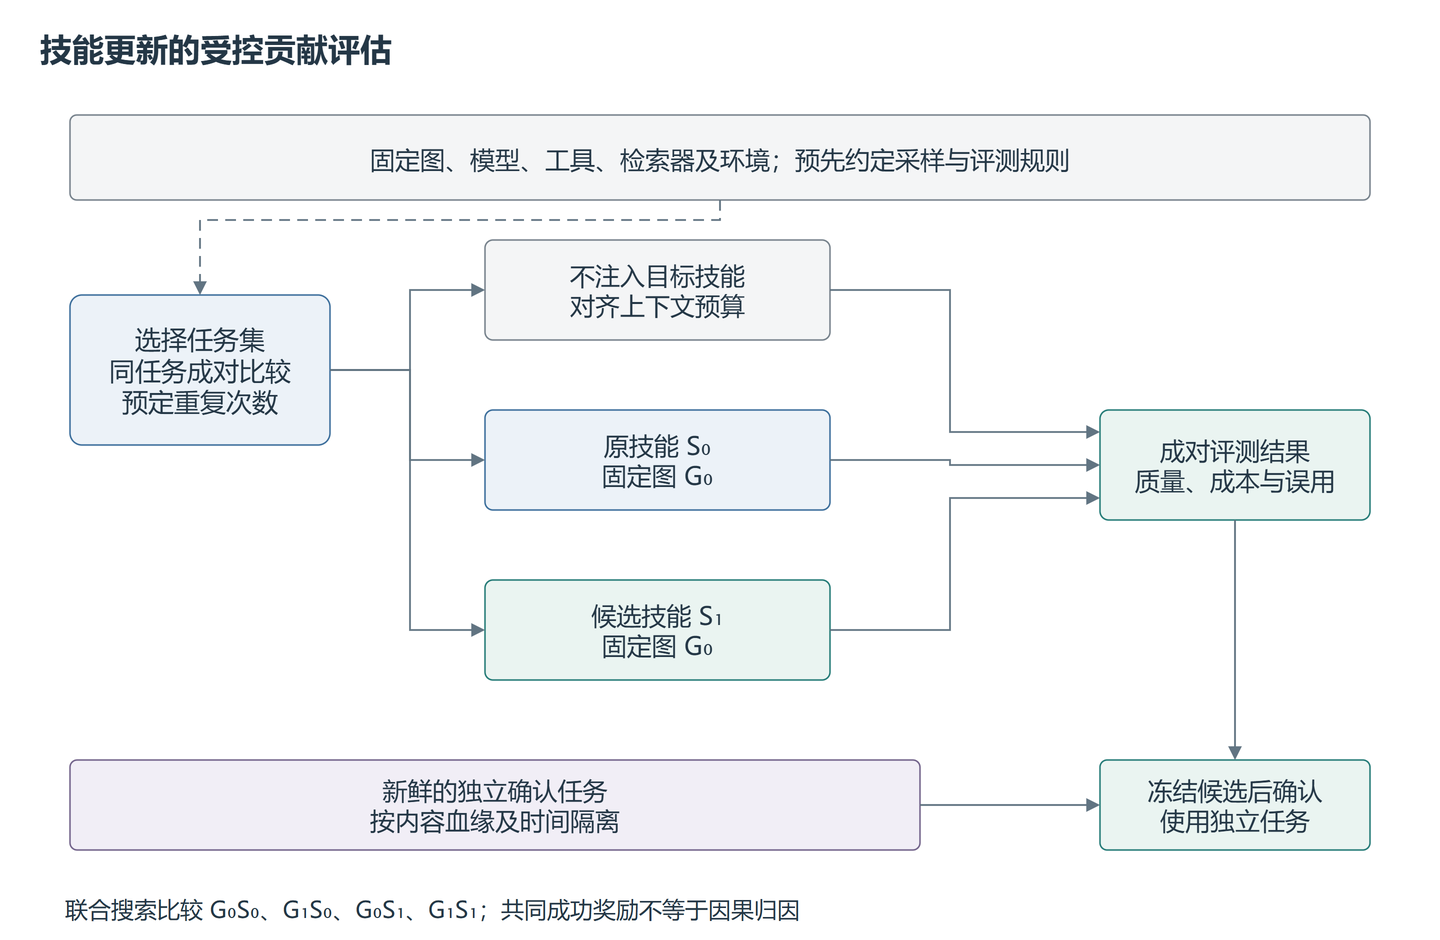 技能更新的受控贡献评估
固定图、模型、工具、检索器及环境；预先约定采样与评测规则
选择任务集
同任务成对比较
预定重复次数
不注入目标技能
对齐上下文预算
原技能 S₀
固定图 G₀
候选技能 S₁
固定图 G₀
成对评测结果
质量、成本与误用
新鲜的独立确认任务
按内容血缘及时间隔离
冻结候选后确认
使用独立任务
联合搜索比较 G₀S₀、G₁S₀、G₀S₁、G₁S₁；共同成功奖励不等于因果归因